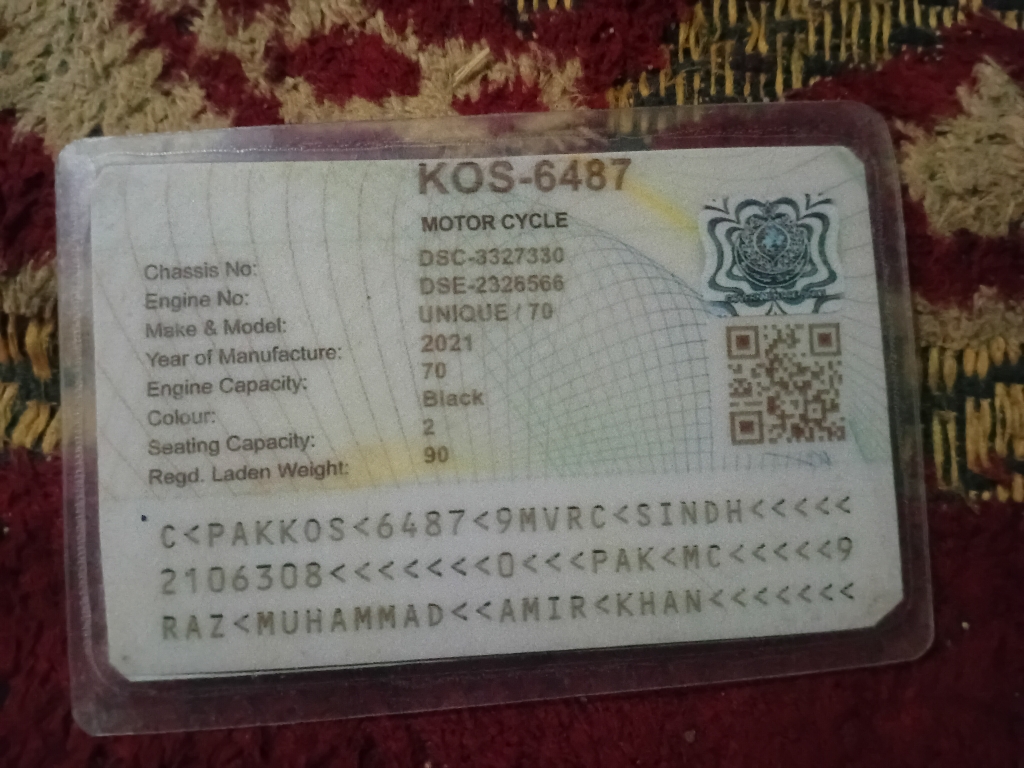 KOS-6487
MOTOR CYCLE
Chassis No: DSC-3327330
Engine No: DSE-2326566
Make & Model: UNIQUE / 70
Year of Manufacture: 2021
Engine Capacity: 70
Colour: Black
Seating Capacity: 2
Regd. Laden Weight: 90
C<PAKKOS<6487<9MVRC<SINDH<<<<<
2106308<<<<<<<0<<<PAK<MC<<<<<9
RAZ<MUHAMMAD<<AMIR<KHAN<<<<<<<